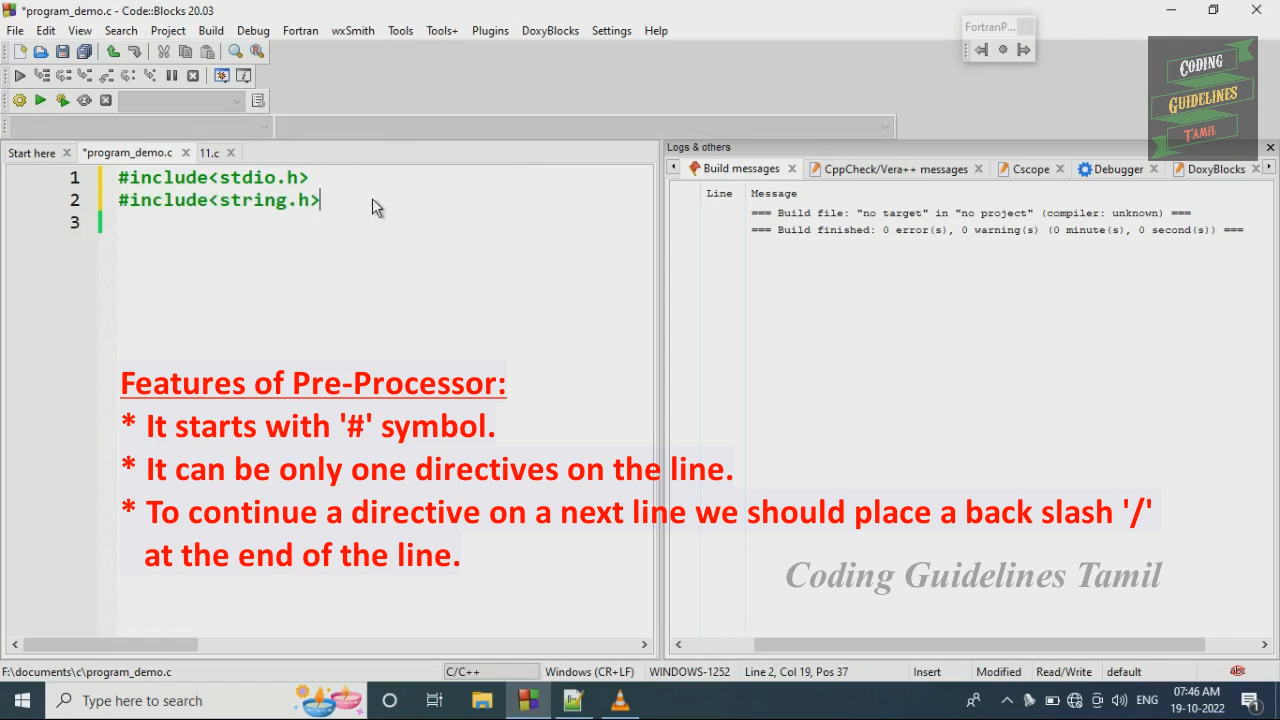 *program_demo.c - Code::Blocks 20.03
File Edit View Search Project Build Debug Fortran wxSmith Tools Tools+ Plugins DoxyBlocks Settings Help
FortranP...
CODING
GUIDELINES
TAMIL
Start here *program_demo.c 11.c
Logs & others
Build messages CppCheck/Vera++ messages Cscope Debugger DoxyBlocks
Line Message
=== Build file: "no target" in "no project" (compiler: unknown) ===
=== Build finished: 0 error(s), 0 warning(s) (0 minute(s), 0 second(s)) ===
1 #include<stdio.h>
2 #include<string.h>
3
Features of Pre-Processor:
* It starts with '#' symbol.
* It can be only one directives on the line.
* To continue a directive on a next line we should place a back slash '/'
at the end of the line.
Coding Guidelines Tamil
F:\documents\c\program_demo.c C/C++ Windows (CR+LF) WINDOWS-1252 Line 2, Col 19, Pos 37 Insert Modified Read/Write default
Type here to search
ENG
07:46 AM
19-10-2022
1